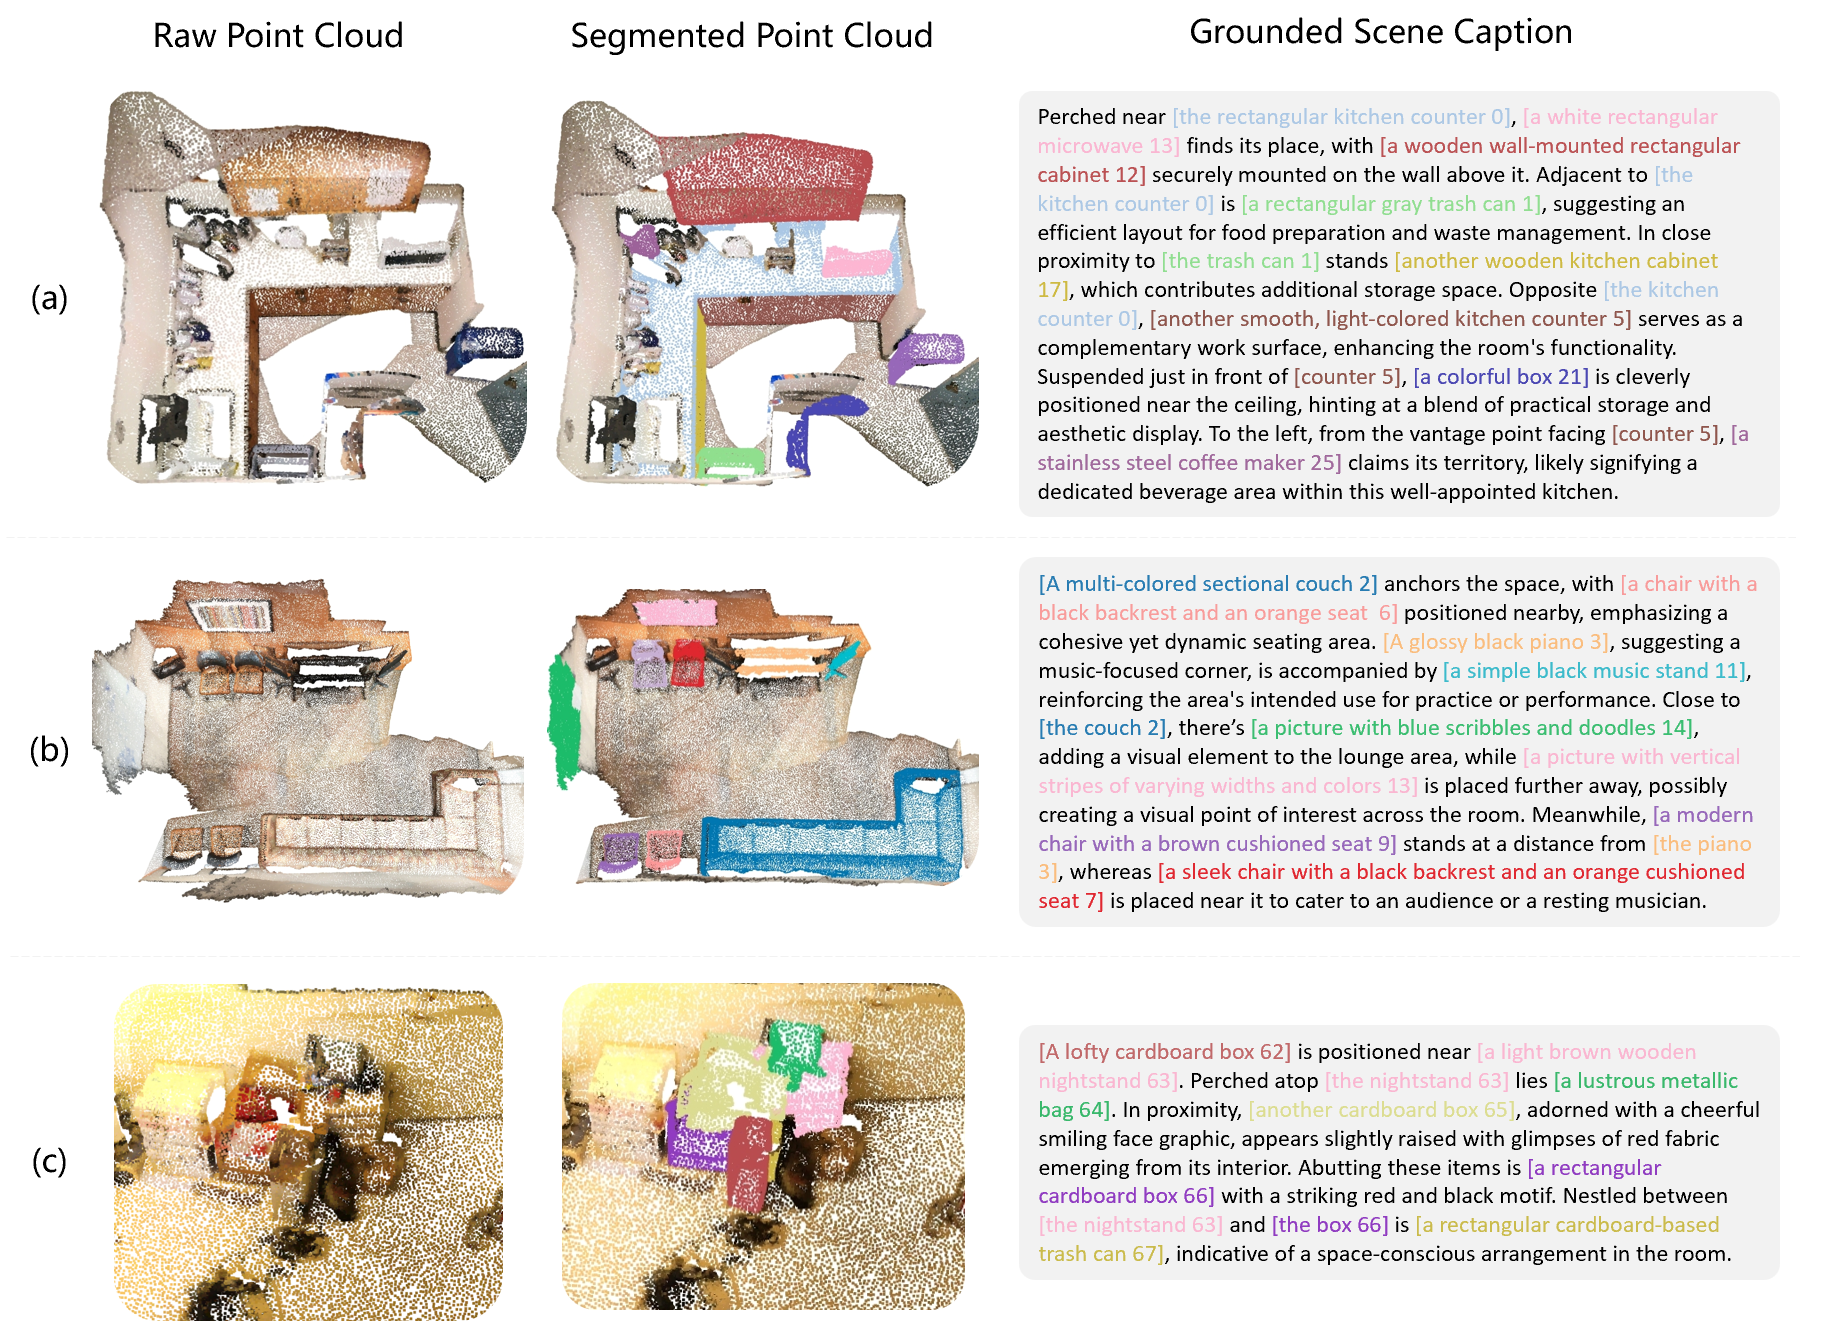 Raw Point Cloud
Segmented Point Cloud
Grounded Scene Caption
(a)
Perched near [the rectangular kitchen counter 0], [a white rectangular
microwave 13] finds its place, with [a wooden wall-mounted rectangular
cabinet 12] securely mounted on the wall above it. Adjacent to [the
kitchen counter 0] is [a rectangular gray trash can 1], suggesting an
efficient layout for food preparation and waste management. In close
proximity to [the trash can 1] stands [another wooden kitchen cabinet
17], which contributes additional storage space. Opposite [the kitchen
counter 0], [another smooth, light-colored kitchen counter 5] serves as a
complementary work surface, enhancing the room's functionality.
Suspended just in front of [counter 5], [a colorful box 21] is cleverly
positioned near the ceiling, hinting at a blend of practical storage and
aesthetic display. To the left, from the vantage point facing [counter 5], [a
stainless steel coffee maker 25] claims its territory, likely signifying a
dedicated beverage area within this well-appointed kitchen.
(b)
[A multi-colored sectional couch 2] anchors the space, with [a chair with a
black backrest and an orange seat  6] positioned nearby, emphasizing a
cohesive yet dynamic seating area. [A glossy black piano 3], suggesting a
music-focused corner, is accompanied by [a simple black music stand 11],
reinforcing the area's intended use for practice or performance. Close to
[the couch 2], there’s [a picture with blue scribbles and doodles 14],
adding a visual element to the lounge area, while [a picture with vertical
stripes of varying widths and colors 13] is placed further away, possibly
creating a visual point of interest across the room. Meanwhile, [a modern
chair with a brown cushioned seat 9] stands at a distance from [the piano
3], whereas [a sleek chair with a black backrest and an orange cushioned
seat 7] is placed near it to cater to an audience or a resting musician.
(c)
[A lofty cardboard box 62] is positioned near [a light brown wooden
nightstand 63]. Perched atop [the nightstand 63] lies [a lustrous metallic
bag 64]. In proximity, [another cardboard box 65], adorned with a cheerful
smiling face graphic, appears slightly raised with glimpses of red fabric
emerging from its interior. Abutting these items is [a rectangular
cardboard box 66] with a striking red and black motif. Nestled between
[the nightstand 63] and [the box 66] is [a rectangular cardboard-based
trash can 67], indicative of a space-conscious arrangement in the room.